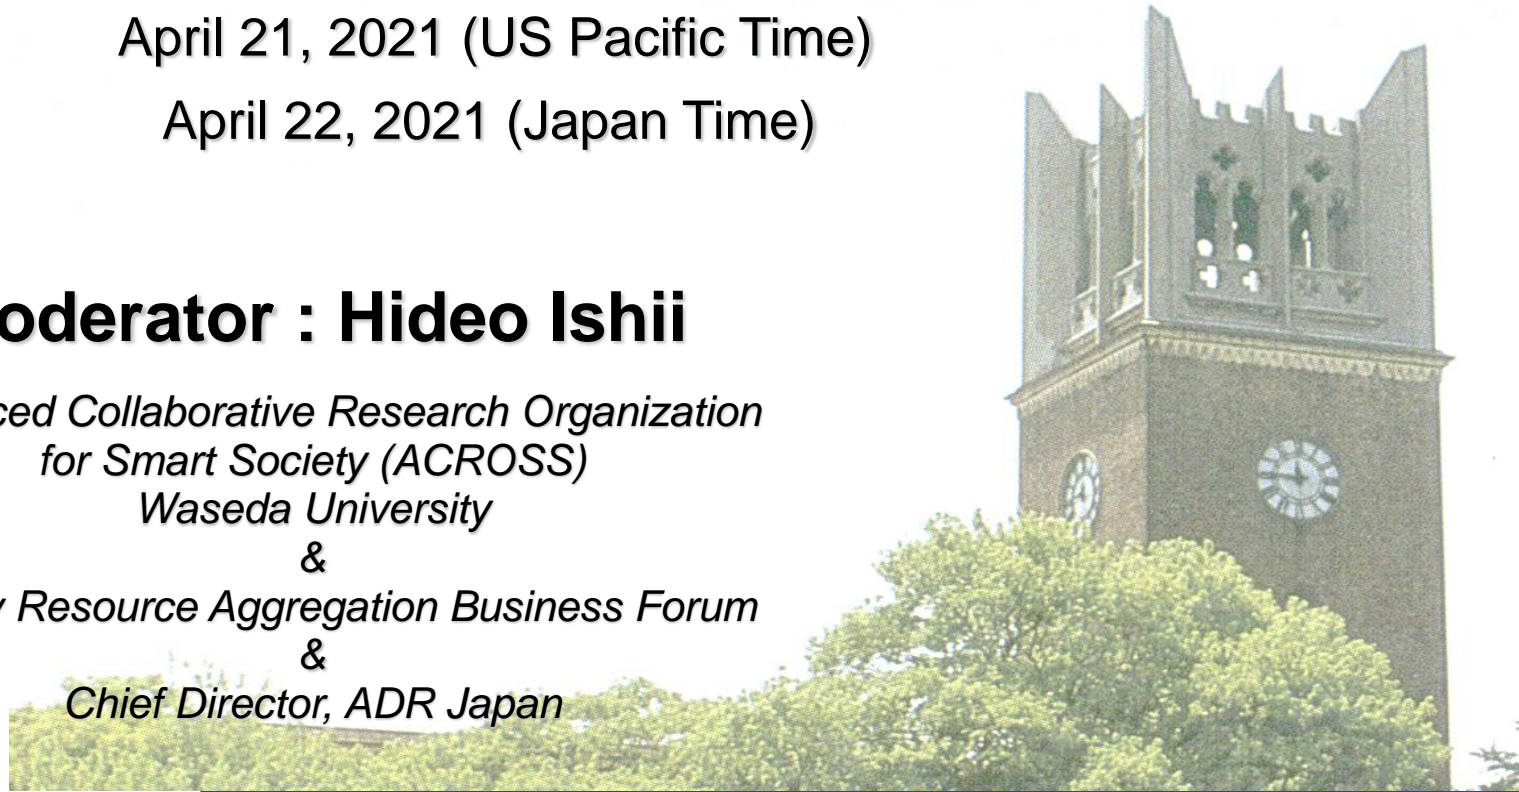 April 21, 2021 (US Pacific Time)
April 22, 2021 (Japan Time)
oderator : Hideo Ishii
ced Collaborative Research Organization
for Smart Society (ACROSS)
Waseda University
&
Resource Aggregation Business Forum
&
Chief Director, ADR Japan